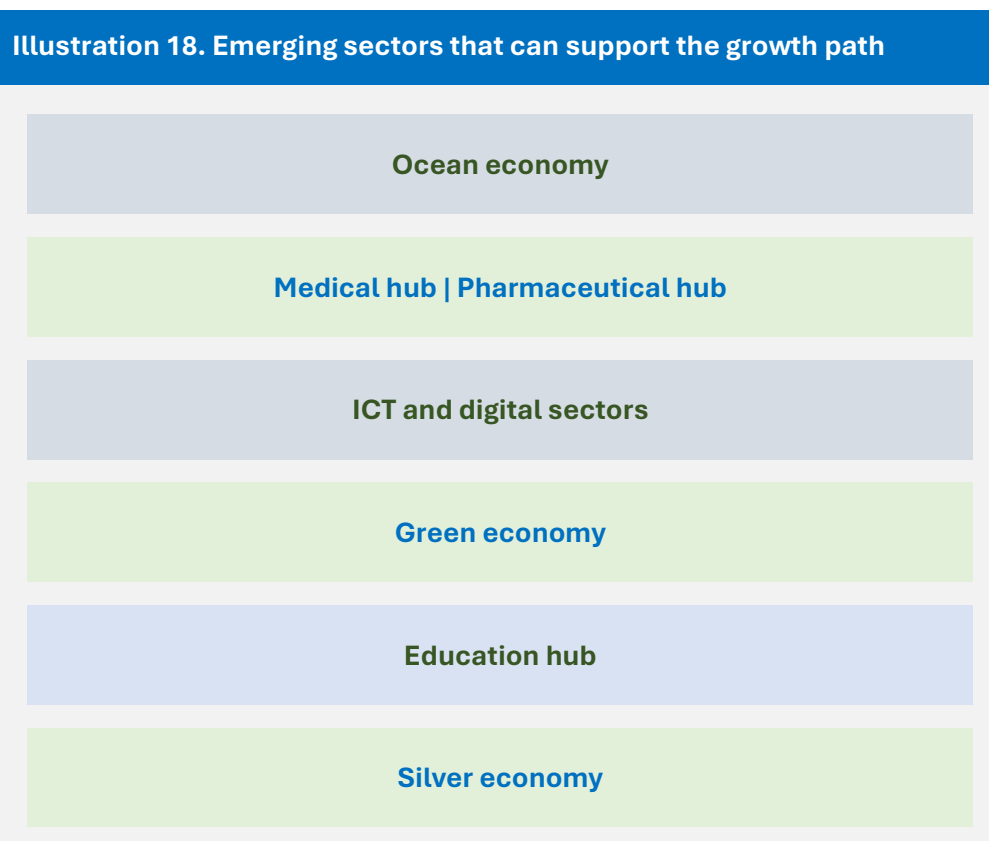 Illustration 18. Emerging sectors that can support the growth path
Ocean economy
Medical hub | Pharmaceutical hub
ICT and digital sectors
Green economy
Education hub
Silver economy